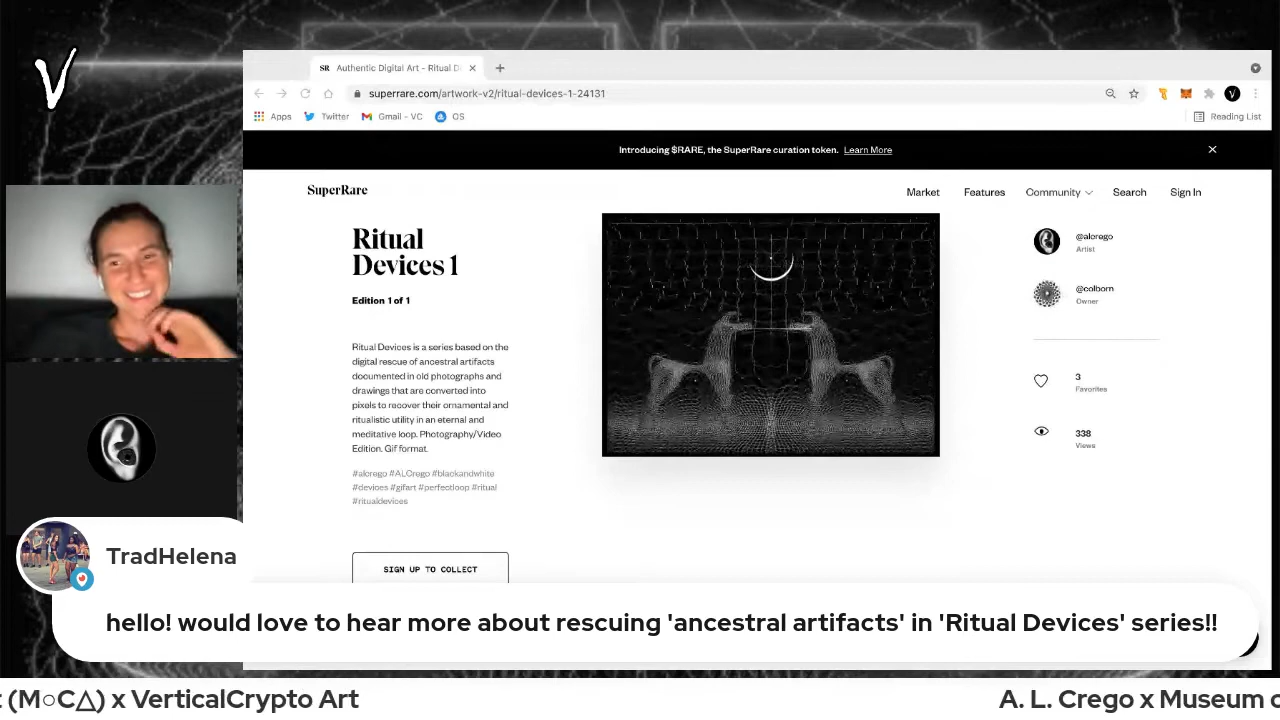 V
SR Authentic Digital Art - Ritual D
superrare.com/artwork-v2/ritual-devices-1-24131
Apps Twitter Gmail - VC OS Reading List
Introducing $RARE, the SuperRare curation token. Learn More
SuperRare Market Features Community Search Sign In
Ritual
Devices 1
Edition 1 of 1
Ritual Devices is a series based on the
digital rescue of ancestral artifacts
documented in old photographs and
drawings that are converted into
pixels to recover their ornamental and
ritualistic utility in an eternal and
meditative loop. Photography/Video
Edition. Gif format.
#alcrego #ALCrego #blackandwhite
#devices #gifart #perfectloop #ritual
#ritualdevices
SIGN UP TO COLLECT
@alcrego
Artist
@colborn
Owner
3
Favorites
338
Views
TradHelena
hello! would love to hear more about rescuing 'ancestral artifacts' in 'Ritual Devices' series!!
(M○C△) x VerticalCrypto Art A. L. Crego x Museum